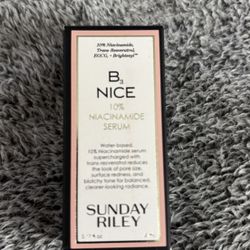 10% Niacinamide,
Trans-Resveratrol,
EGCG, + Brightenyl™
B3
NICE
10%
NIACINAMIDE
SERUM
Water-based,
10% Niacinamide serum
supercharged with
trans-resveratrol reduces
the look of pore size,
surface redness, and
blotchy tone for balanced,
clearer-looking radiance.
SUNDAY
RILEY